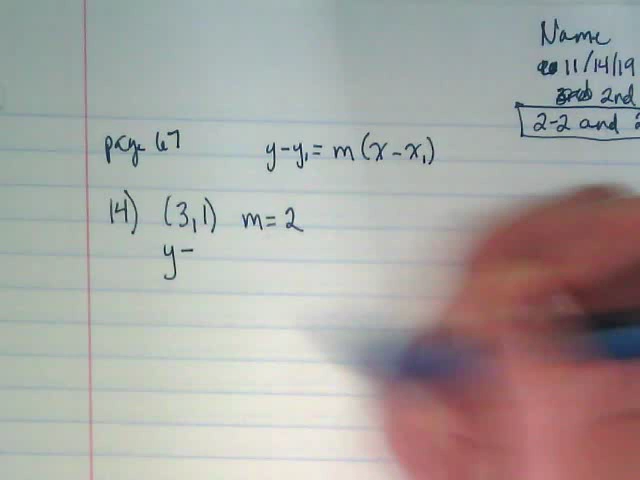 Name
11/14/19
2nd
2-2 and
page 67
y-y₁ = m(x-x₁)
14) (3,1) m=2
y-